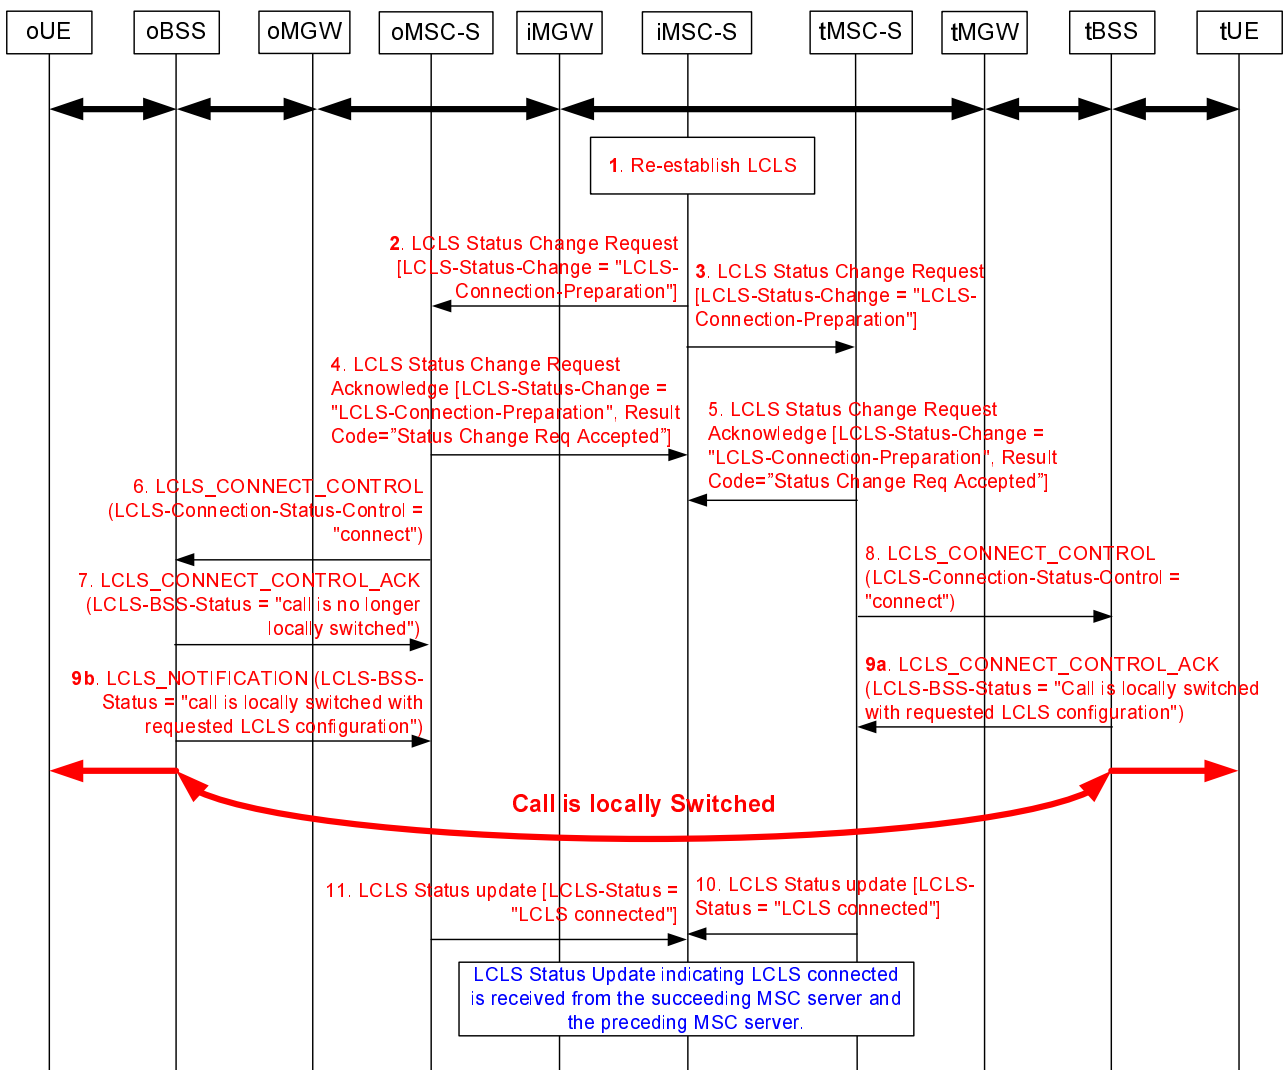 oUE oBSS oMGW oMSC-S iMGW iMSC-S tMSC-S tMGW tBSS tUE
1. Re-establish LCLS
2. LCLS Status Change Request
[LCLS-Status-Change = "LCLS-
Connection-Preparation"]
3. LCLS Status Change Request
[LCLS-Status-Change = "LCLS-
Connection-Preparation"]
4. LCLS Status Change Request
Acknowledge [LCLS-Status-Change =
"LCLS-Connection-Preparation", Result
Code=”Status Change Req Accepted”]
5. LCLS Status Change Request
Acknowledge [LCLS-Status-Change =
"LCLS-Connection-Preparation", Result
Code=”Status Change Req Accepted”]
6. LCLS_CONNECT_CONTROL
(LCLS-Connection-Status-Control =
"connect")
7. LCLS_CONNECT_CONTROL_ACK
(LCLS-BSS-Status = "call is no longer
locally switched")
8. LCLS_CONNECT_CONTROL
(LCLS-Connection-Status-Control =
"connect")
9a. LCLS_CONNECT_CONTROL_ACK
(LCLS-BSS-Status = "Call is locally switched
with requested LCLS configuration")
9b. LCLS_NOTIFICATION (LCLS-BSS-
Status = "call is locally switched with
requested LCLS configuration")
Call is locally Switched
10. LCLS Status update [LCLS-
Status = "LCLS connected"]
11. LCLS Status update [LCLS-Status =
"LCLS connected"]
LCLS Status Update indicating LCLS connected
is received from the succeeding MSC server and
the preceding MSC server.